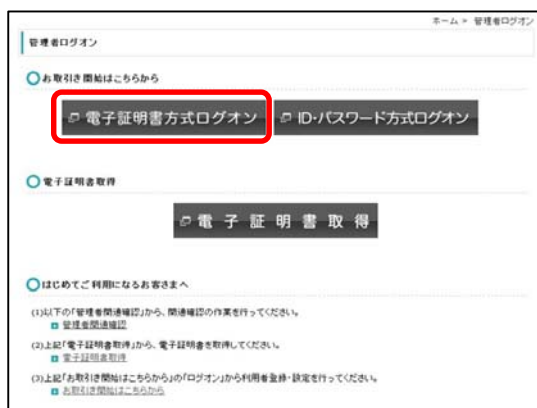 ホーム > 管理者ログオン
管理者ログオン
お取引き開始はこちらから
電子証明書方式ログオン ID・パスワード方式ログオン
電子証明書取得
電子証明書取得
はじめてご利用になるお客さまへ
(1)以下の「管理者開通確認」から、開通確認の作業を行ってください。
管理者開通確認
(2)上記「電子証明書取得」から、電子証明書を取得してください。
電子証明書取得
(3)上記「お取引き開始はこちらから」の「ログオン」から利用者登録・設定を行ってください。
お取引き開始はこちらから